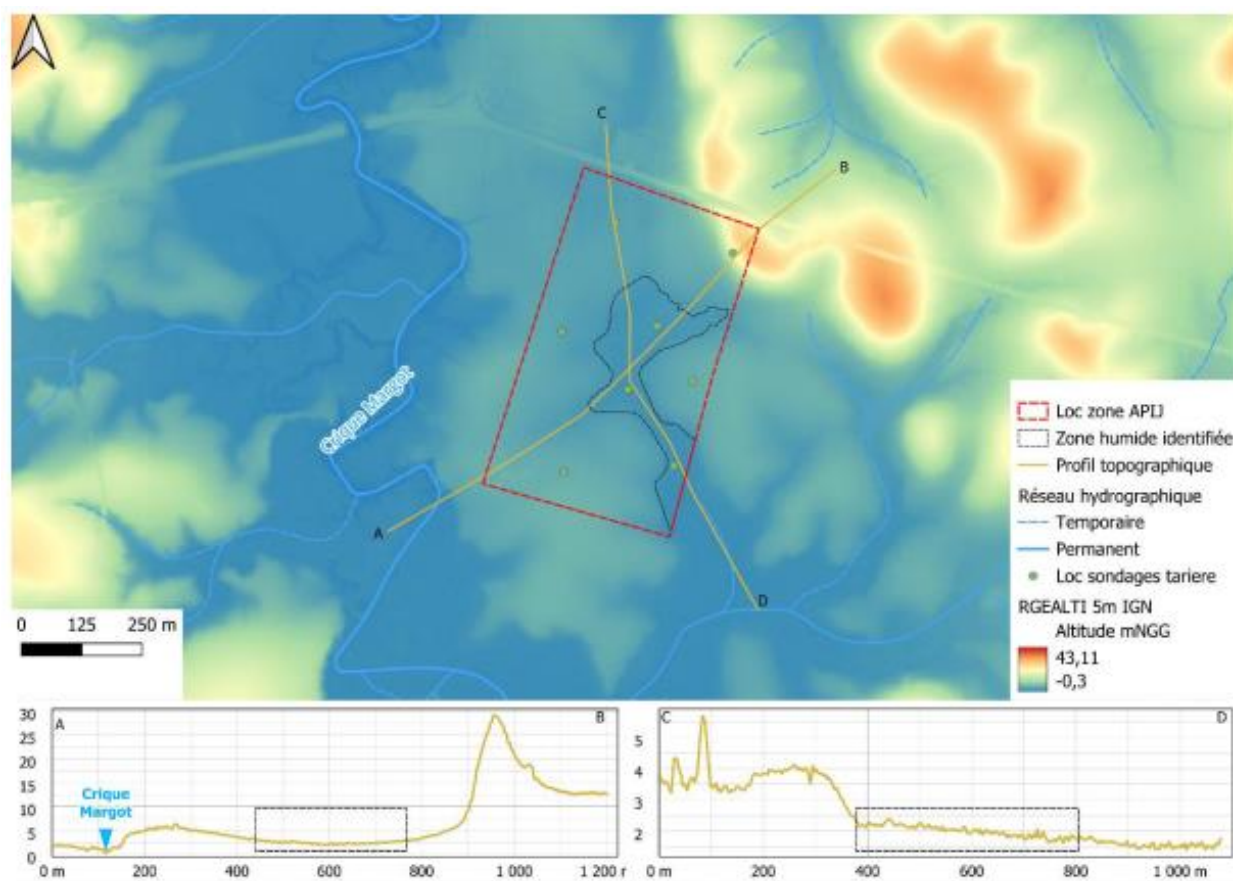 C
B
Crique Margot
A
D
Loc zone APIJ
Zone humide identifiée
Profil topographique
Réseau hydrographique
Temporaire
Permanent
Loc sondages tariere
RGEALTI 5m IGN
Altitude mNGG
43,11
-0,3
0 125 250 m
30
25
20
15
10
5
0
A
B
Crique
Margot
0 m 200 400 600 800 1 000 1 200 r
C
D
5
4
3
2
0 m 200 400 600 800 1 000 m